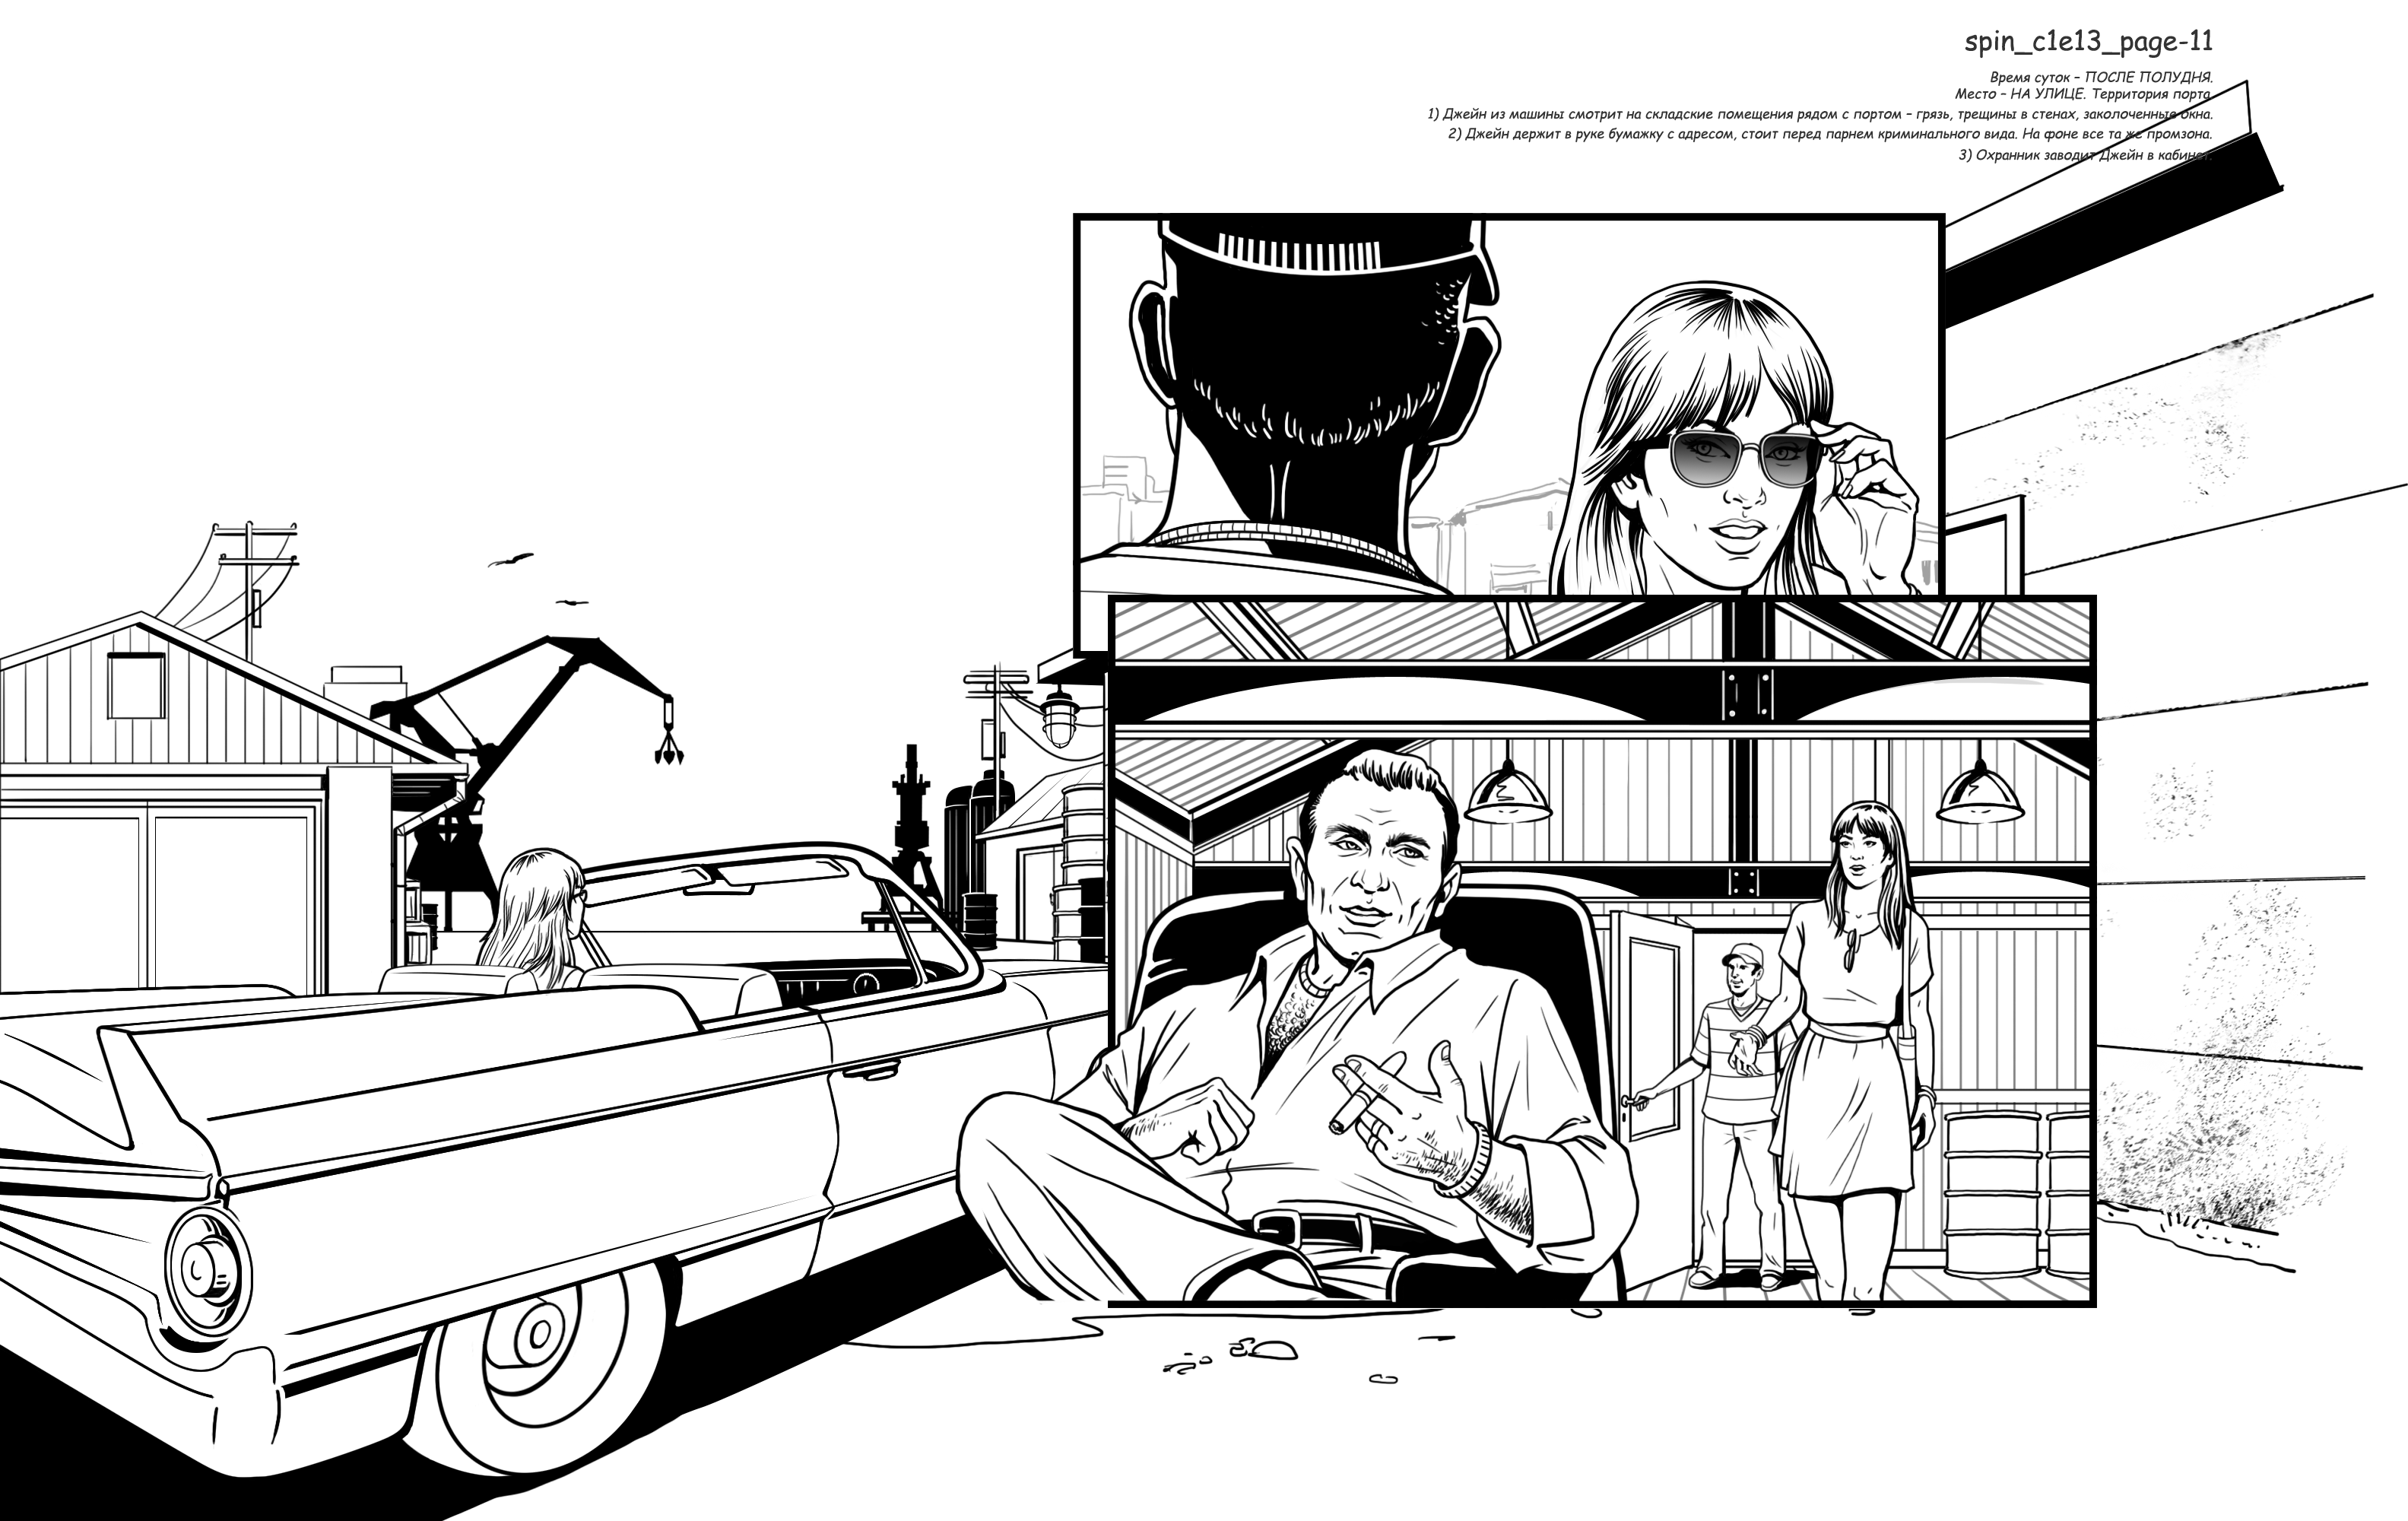 spin_c1e13_page-11
Время суток – ПОСЛЕ ПОЛУДНЯ.
Место – НА УЛИЦЕ. Территория порта.
1) Джейн из машины смотрит на складские помещения рядом с портом – грязь, трещины в стенах, заколоченные окна.
2) Джейн держит в руке бумажку с адресом, стоит перед парнем криминального вида. На фоне все та же промзона.
3) Охранник заводит Джейн в кабинет.